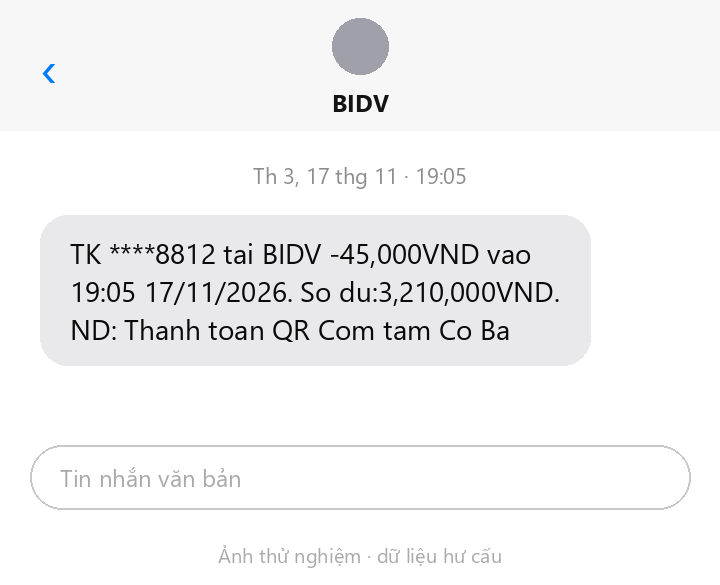 BIDV
Th 3, 17 thg 11 · 19:05
TK ****8812 tai BIDV -45,000VND vao
19:05 17/11/2026. So du:3,210,000VND.
ND: Thanh toan QR Com tam Co Ba
Tin nhắn văn bản
Ảnh thử nghiệm · dữ liệu hư cấu